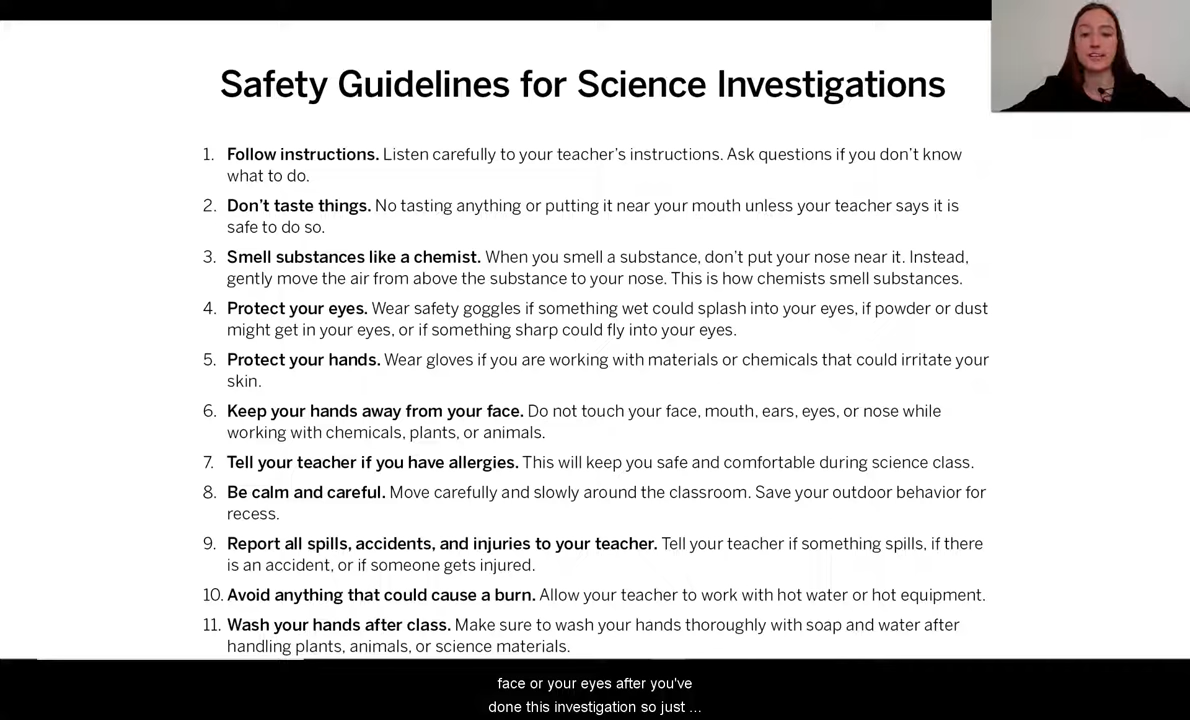 Safety Guidelines for Science Investigations
1. Follow instructions. Listen carefully to your teacher's instructions. Ask questions if you don't know
what to do.
2. Don't taste things. No tasting anything or putting it near your mouth unless your teacher says it is
safe to do so.
3. Smell substances like a chemist. When you smell a substance, don't put your nose near it. Instead,
gently move the air from above the substance to your nose. This is how chemists smell substances.
4. Protect your eyes. Wear safety goggles if something wet could splash into your eyes, if powder or dust
might get in your eyes, or if something sharp could fly into your eyes.
5. Protect your hands. Wear gloves if you are working with materials or chemicals that could irritate your
skin.
6. Keep your hands away from your face. Do not touch your face, mouth, ears, eyes, or nose while
working with chemicals, plants, or animals.
7. Tell your teacher if you have allergies. This will keep you safe and comfortable during science class.
8. Be calm and careful. Move carefully and slowly around the classroom. Save your outdoor behavior for
recess.
9. Report all spills, accidents, and injuries to your teacher. Tell your teacher if something spills, if there
is an accident, or if someone gets injured.
10. Avoid anything that could cause a burn. Allow your teacher to work with hot water or hot equipment.
11. Wash your hands after class. Make sure to wash your hands thoroughly with soap and water after
handling plants, animals, or science materials.
face or your eyes after you've
done this investigation so just ...